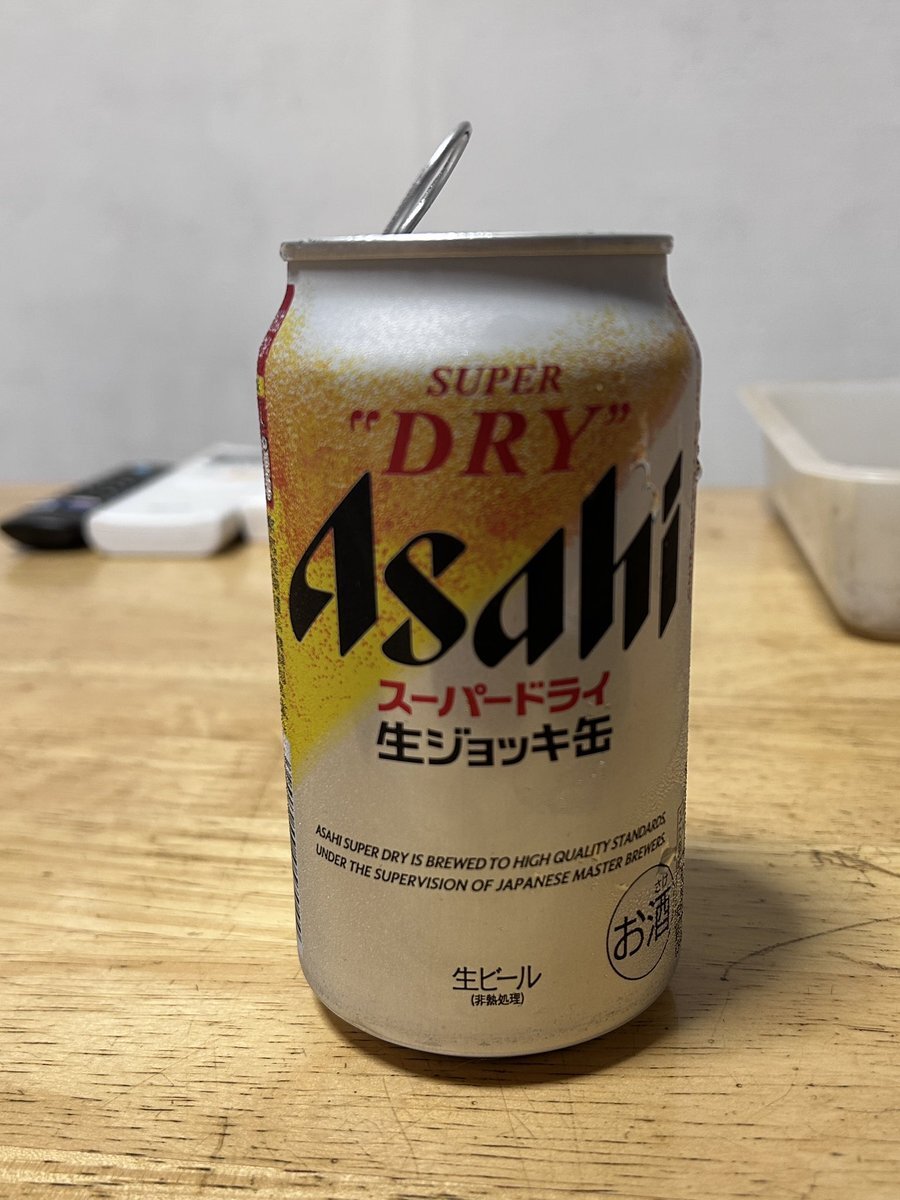 SUPER
"DRY"
Asahi
スーパードライ
生ジョッキ缶
ASAHI SUPER DRY IS BREWED TO HIGH QUALITY STANDARDS,
UNDER THE SUPERVISION OF JAPANESE MASTER BREWERS.
さけ
お酒
生ビール
(非熱処理)